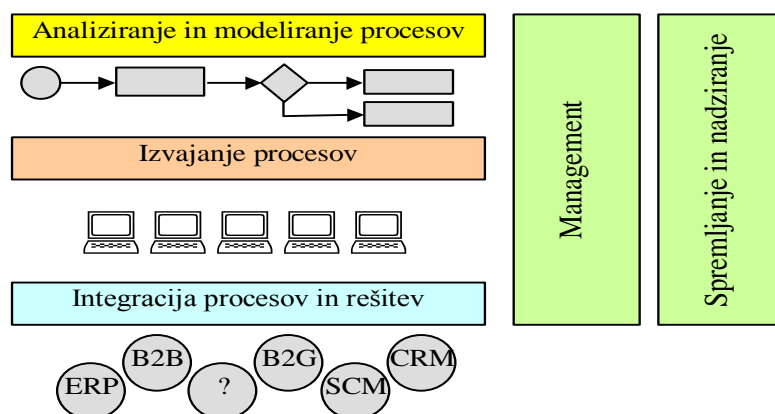 Analiziranje in modeliranje procesov
Izvajanje procesov
Integracija procesov in rešitev
B2B
B2G
CRM
ERP
?
SCM
Management
Spremljanje in nadziranje